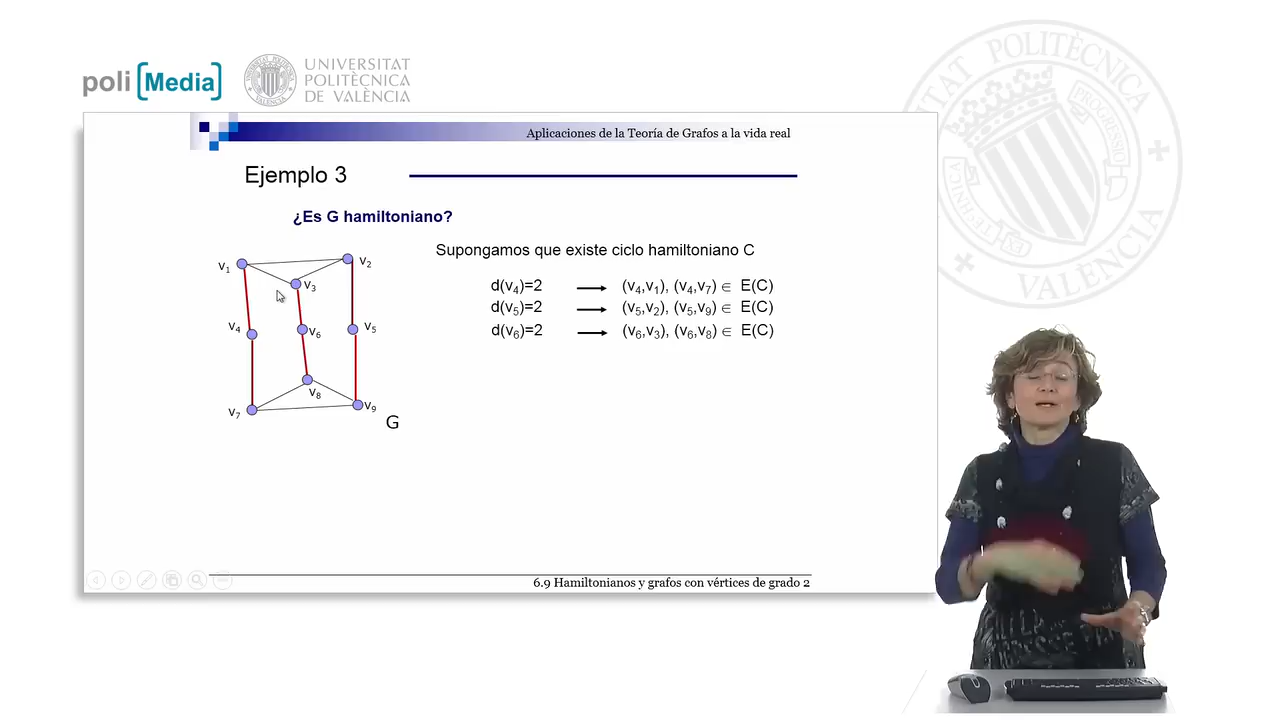 poli [Media]
UNIVERSITAT
POLITÈCNICA
DE VALÈNCIA
Aplicaciones de la Teoría de Grafos a la vida real
Ejemplo 3
¿Es G hamiltoniano?
Supongamos que existe ciclo hamiltoniano C
d(v₄)=2 → (v₄,v₁), (v₄,v₇) ∈ E(C)
d(v₅)=2 → (v₅,v₂), (v₅,v₉) ∈ E(C)
d(v₆)=2 → (v₆,v₃), (v₆,v₈) ∈ E(C)
v₁ v₂
v₃
v₄ v₆ v₅
v₈
v₇ v₉
G
6.9 Hamiltonianos y grafos con vértices de grado 2
POLITÈCNICA
VALÈNCIA